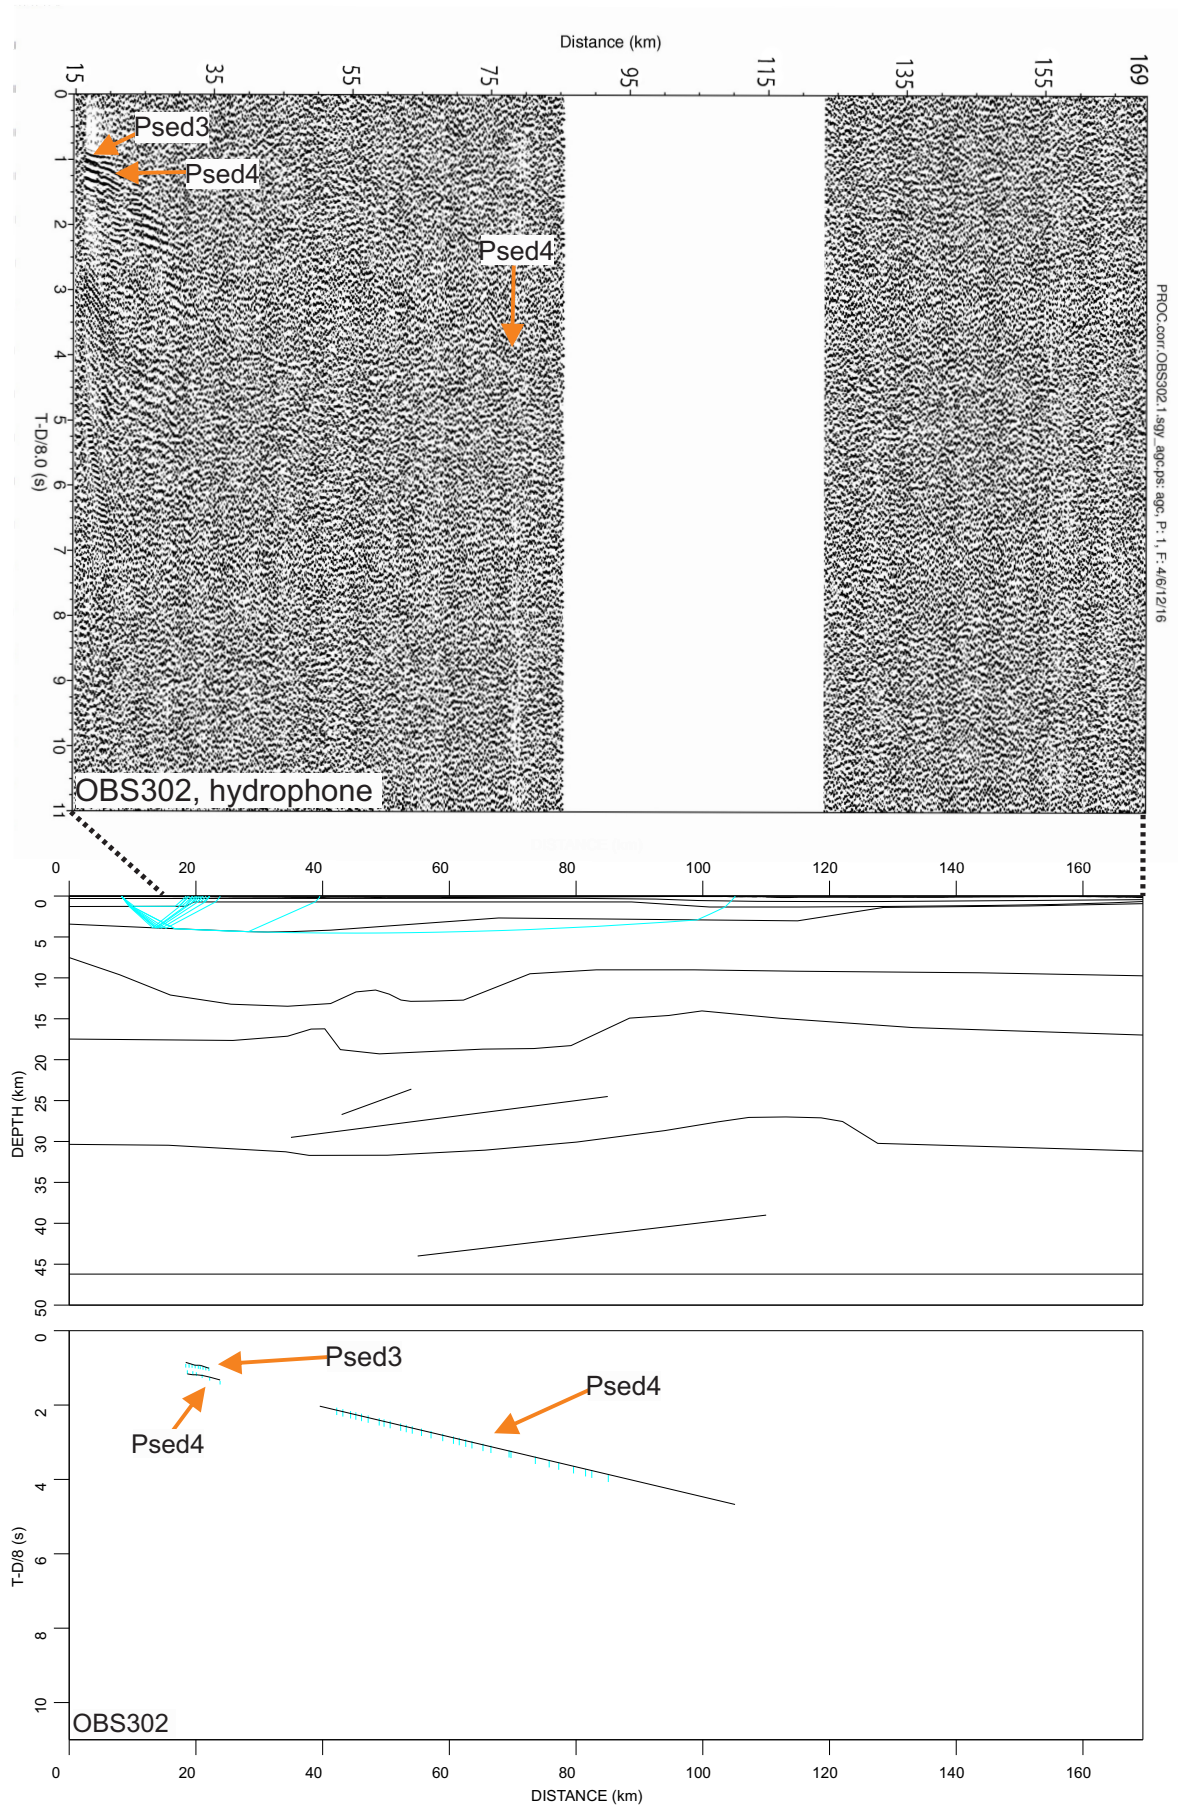 Distance (km)
15 35 55 75 95 115 135 155 169
0
1
2
3
4
5
6
7
8
9
10
11
T-D/8.0 (s)
Psed3
Psed4
Psed4
PROC.corr.OBS302.1.sgy_agc.ps: agc, P: 1, F: 4/6/12/16
OBS302, hydrophone
0 20 40 60 80 100 120 140 160
0
5
10
15
20
25
30
35
40
45
50
DEPTH (km)
0
2
4
6
8
10
T-D/8 (s)
Psed3
Psed4
Psed4
OBS302
0 20 40 60 80 100 120 140 160
DISTANCE (km)